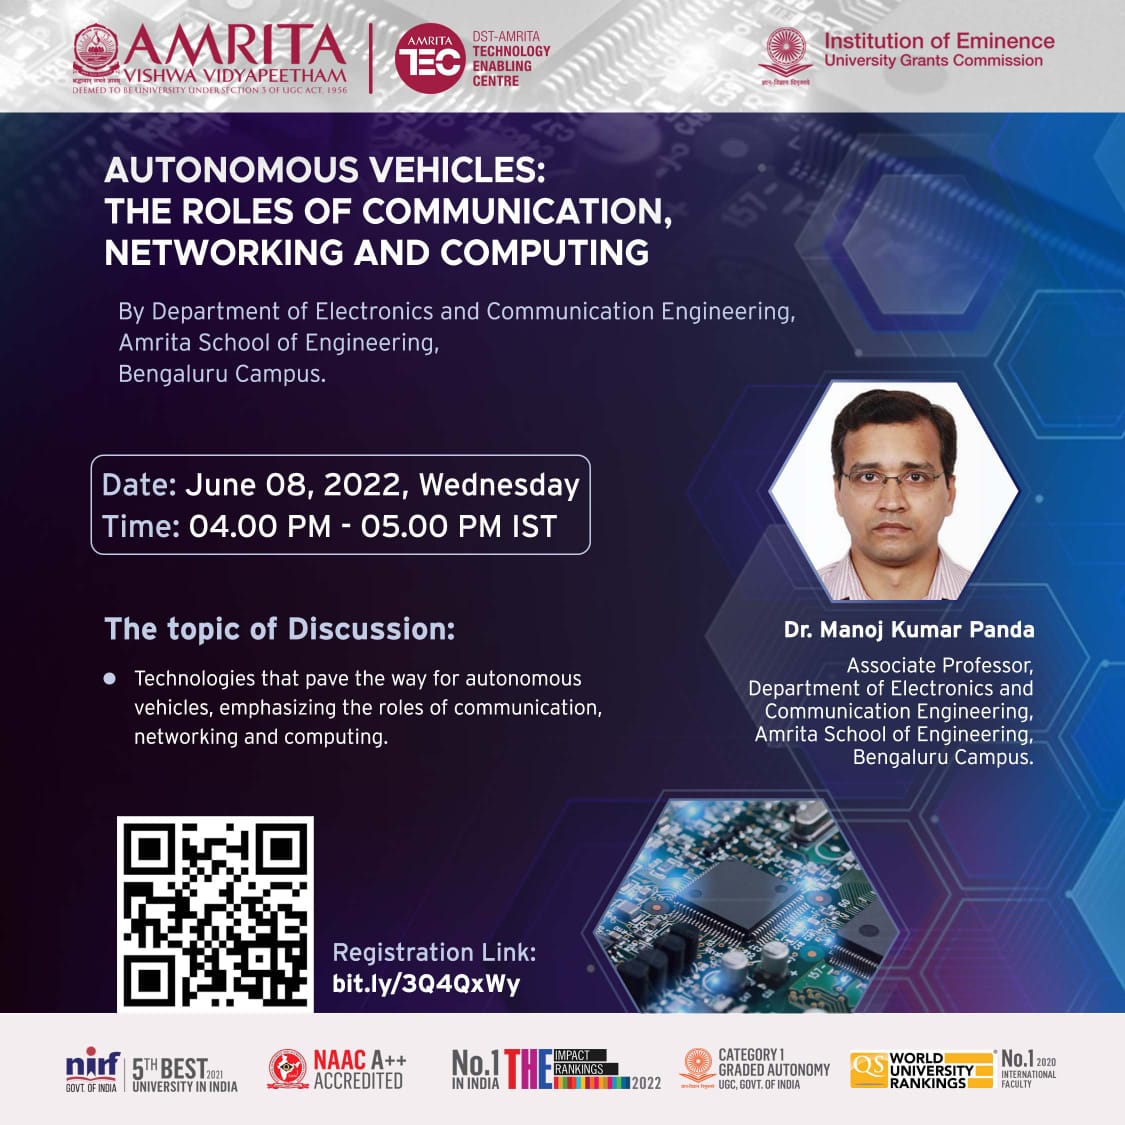 AMRITA
VISHWA VIDYAPEETHAM
DEEMED TO BE UNIVERSITY UNDER SECTION 3 OF UGC ACT, 1956
AMRITA
TEC
DST-AMRITA
TECHNOLOGY
ENABLING
CENTRE
Institution of Eminence
University Grants Commission
AUTONOMOUS VEHICLES:
THE ROLES OF COMMUNICATION,
NETWORKING AND COMPUTING
By Department of Electronics and Communication Engineering,
Amrita School of Engineering,
Bengaluru Campus.
Date: June 08, 2022, Wednesday
Time: 04.00 PM - 05.00 PM IST
Dr. Manoj Kumar Panda
Associate Professor,
Department of Electronics and
Communication Engineering,
Amrita School of Engineering,
Bengaluru Campus.
The topic of Discussion:
Technologies that pave the way for autonomous
vehicles, emphasizing the roles of communication,
networking and computing.
Registration Link:
bit.ly/3Q4QxWy
nirf
GOVT. OF INDIA
5TH BEST 2021
UNIVERSITY IN INDIA
NAAC A++
ACCREDITED
No.1
IN INDIA
THE
IMPACT
RANKINGS
2022
CATEGORY 1
GRADED AUTONOMY
UGC, GOVT. OF INDIA
QS
WORLD
UNIVERSITY
RANKINGS
No.1 2020
INTERNATIONAL
FACULTY